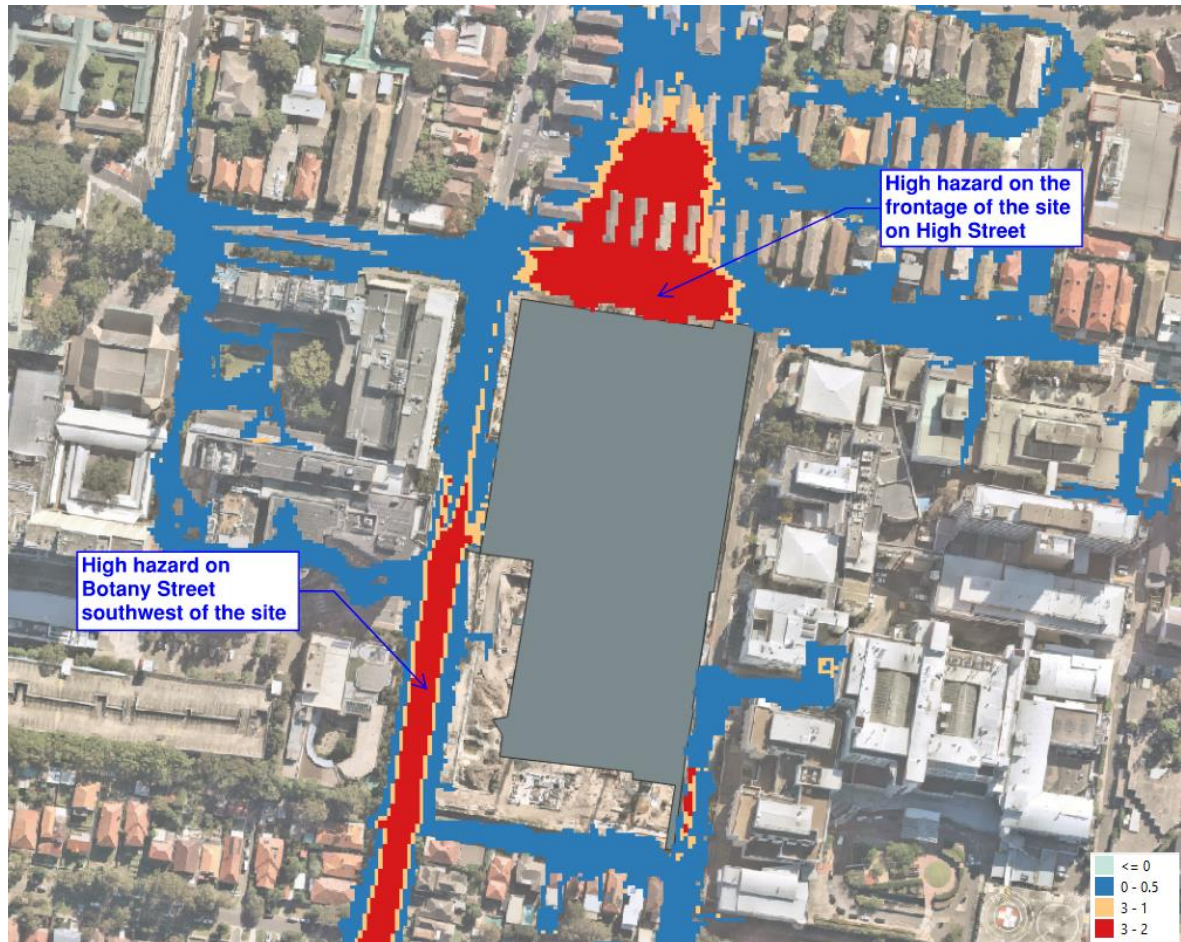 High hazard on the
frontage of the site
on High Street
High hazard on
Botany Street
southwest of the site
<= 0
0 - 0.5
3 - 1
3 - 2